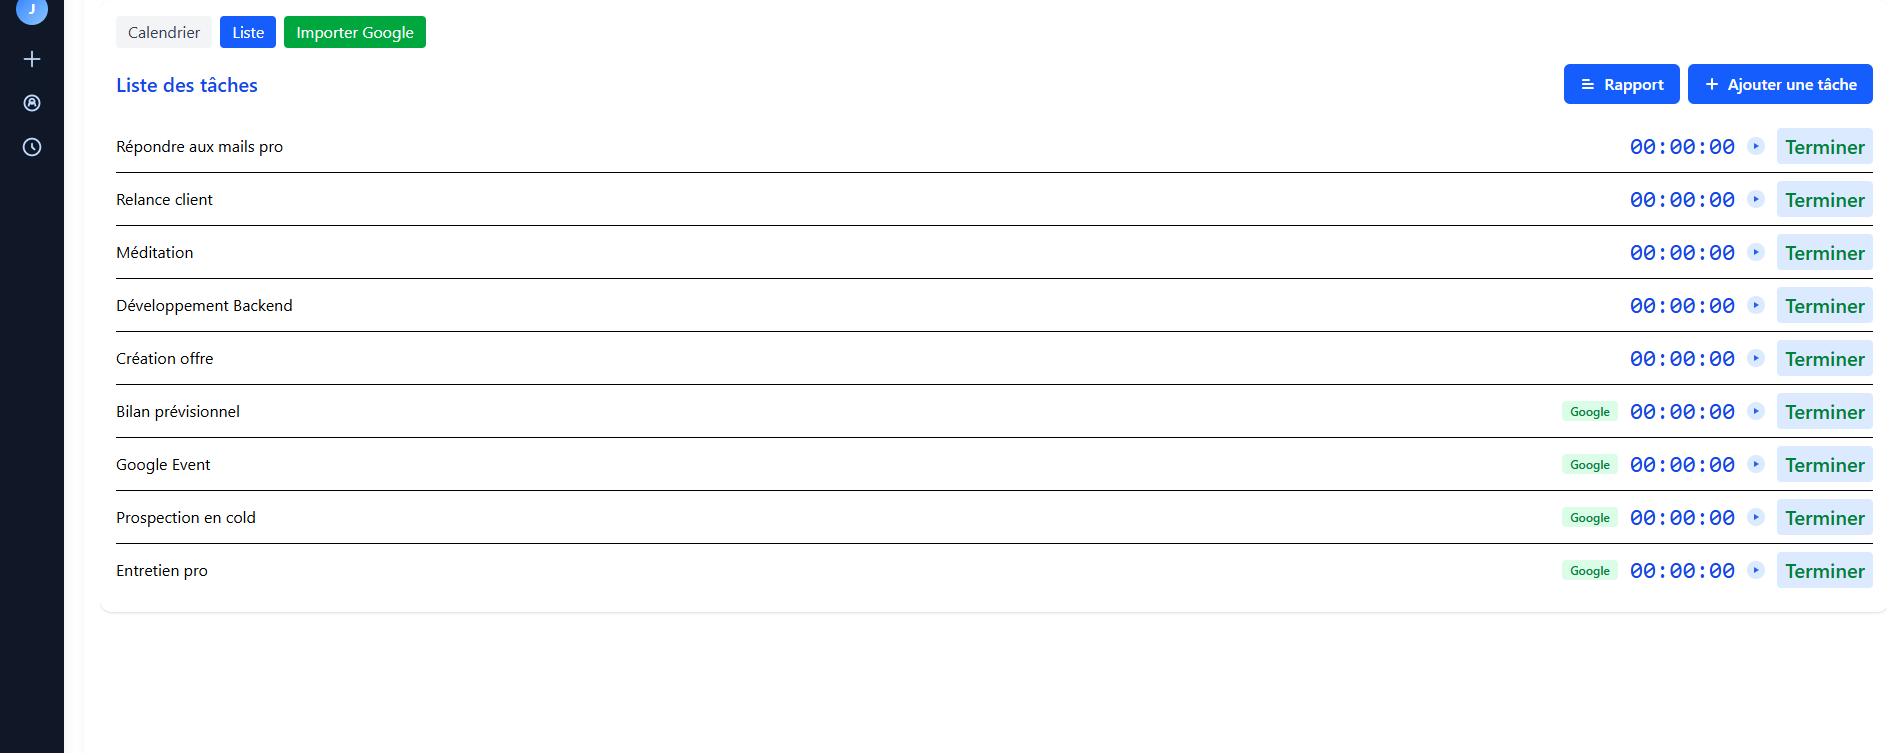 J
Calendrier Liste Importer Google
Liste des tâches Rapport Ajouter une tâche
Répondre aux mails pro 00:00:00 Terminer
Relance client 00:00:00 Terminer
Méditation 00:00:00 Terminer
Développement Backend 00:00:00 Terminer
Création offre 00:00:00 Terminer
Bilan prévisionnel Google 00:00:00 Terminer
Google Event Google 00:00:00 Terminer
Prospection en cold Google 00:00:00 Terminer
Entretien pro Google 00:00:00 Terminer